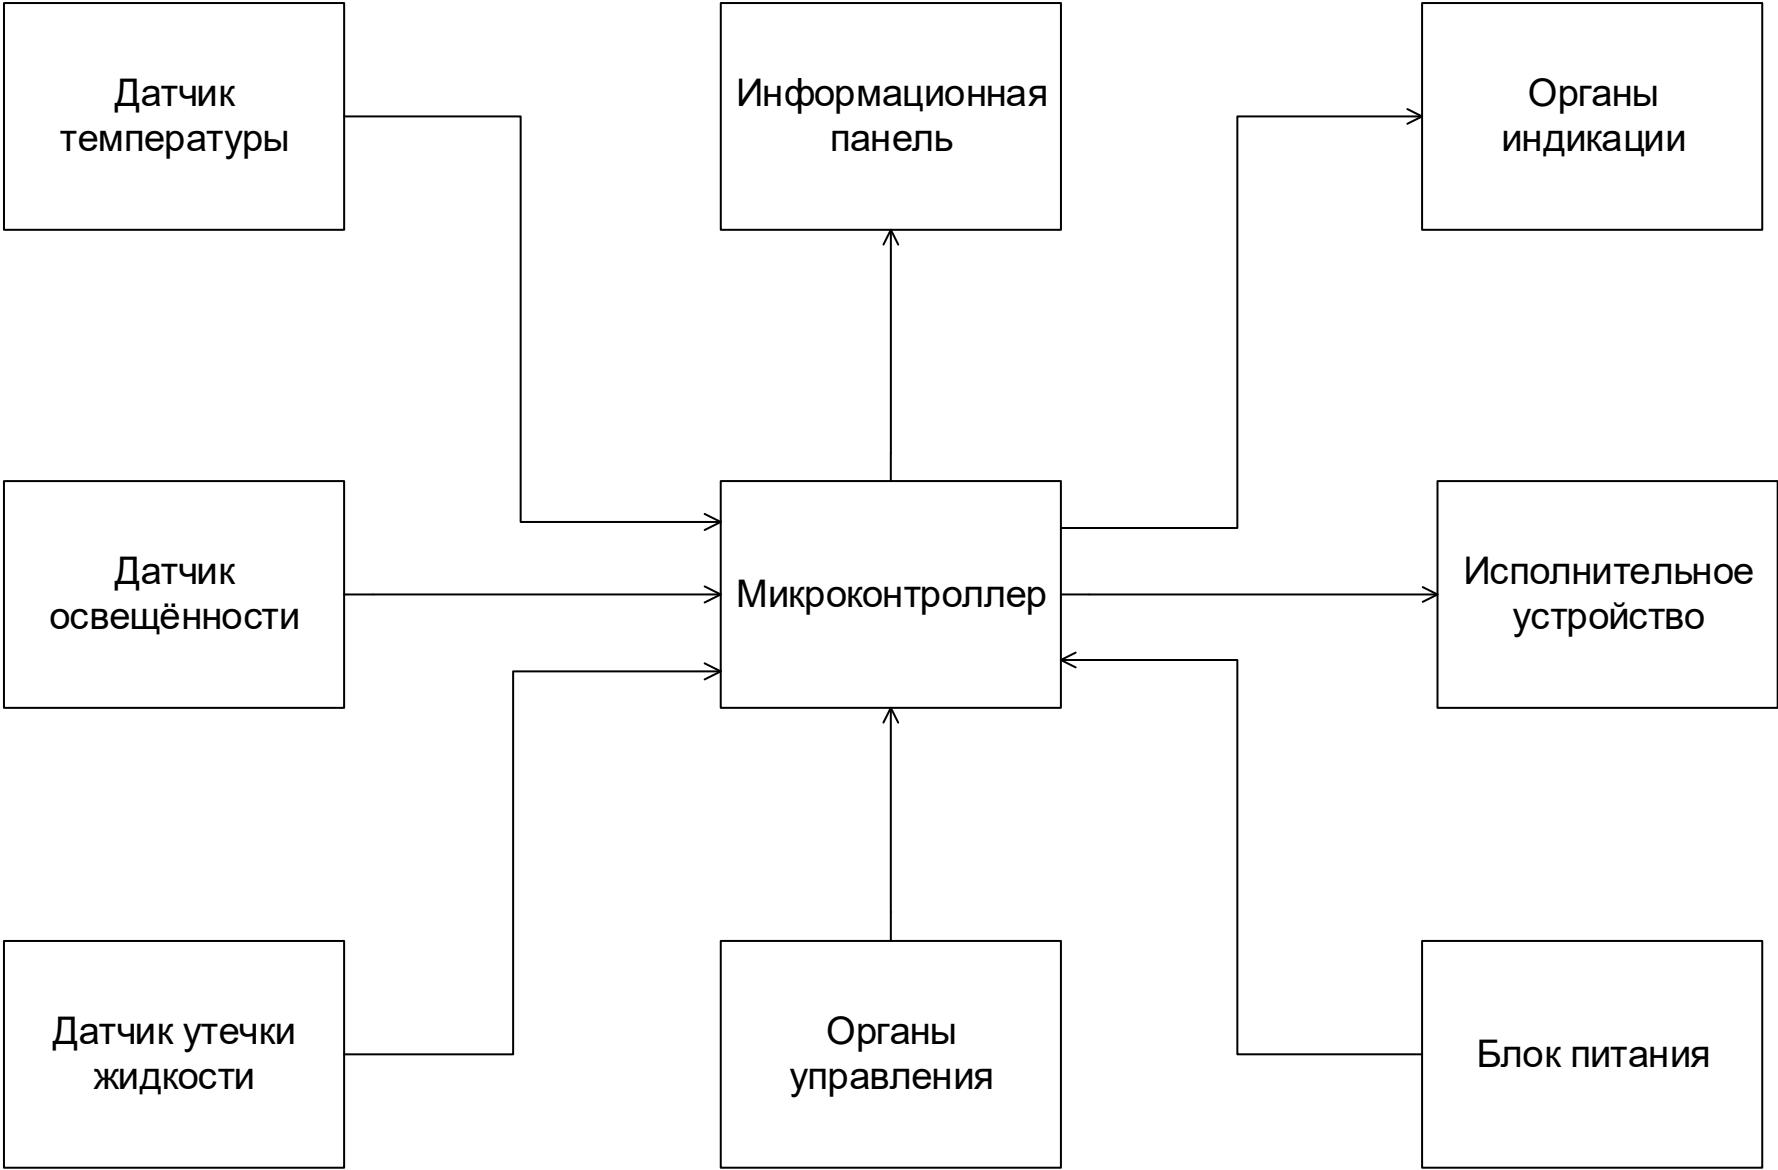 Датчик
температуры
Информационная
панель
Органы
индикации
Датчик
освещённости
Микроконтроллер
Исполнительное
устройство
Датчик утечки
жидкости
Органы
управления
Блок питания